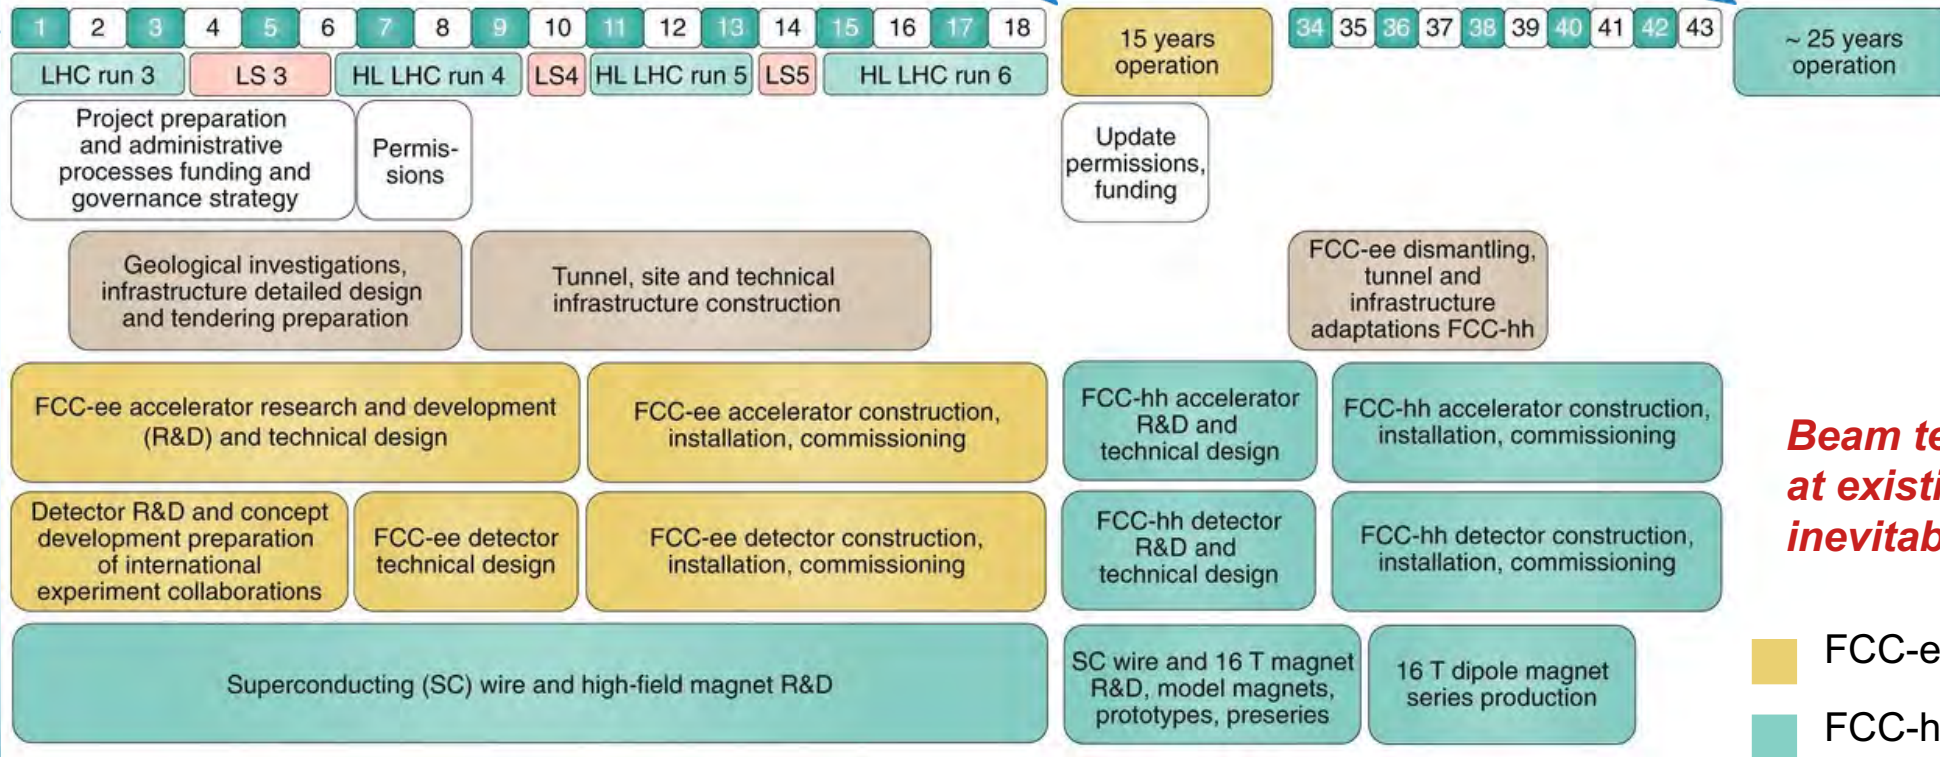 1 2 3 4 5 6 7 8 9 10 11 12 13 14 15 16 17 18
15 years
operation
34 35 36 37 38 39 40 41 42 43
~ 25 years
operation
LHC run 3
LS 3
HL LHC run 4
LS4
HL LHC run 5
LS5
HL LHC run 6
Project preparation
and administrative
processes funding and
governance strategy
Permis-
sions
Update
permissions,
funding
Geological investigations,
infrastructure detailed design
and tendering preparation
Tunnel, site and technical
infrastructure construction
FCC-ee dismantling,
tunnel and
infrastructure
adaptations FCC-hh
FCC-ee accelerator research and development
(R&D) and technical design
FCC-ee accelerator construction,
installation, commissioning
FCC-hh accelerator
R&D and
technical design
FCC-hh accelerator construction,
installation, commissioning
Beam te
at existi
inevitab
Detector R&D and concept
development preparation
of international
experiment collaborations
FCC-ee detector
technical design
FCC-ee detector construction,
installation, commissioning
FCC-hh detector
R&D and
technical design
FCC-hh detector construction,
installation, commissioning
Superconducting (SC) wire and high-field magnet R&D
SC wire and 16 T magnet
R&D, model magnets,
prototypes, preseries
16 T dipole magnet
series production
FCC-e
FCC-h